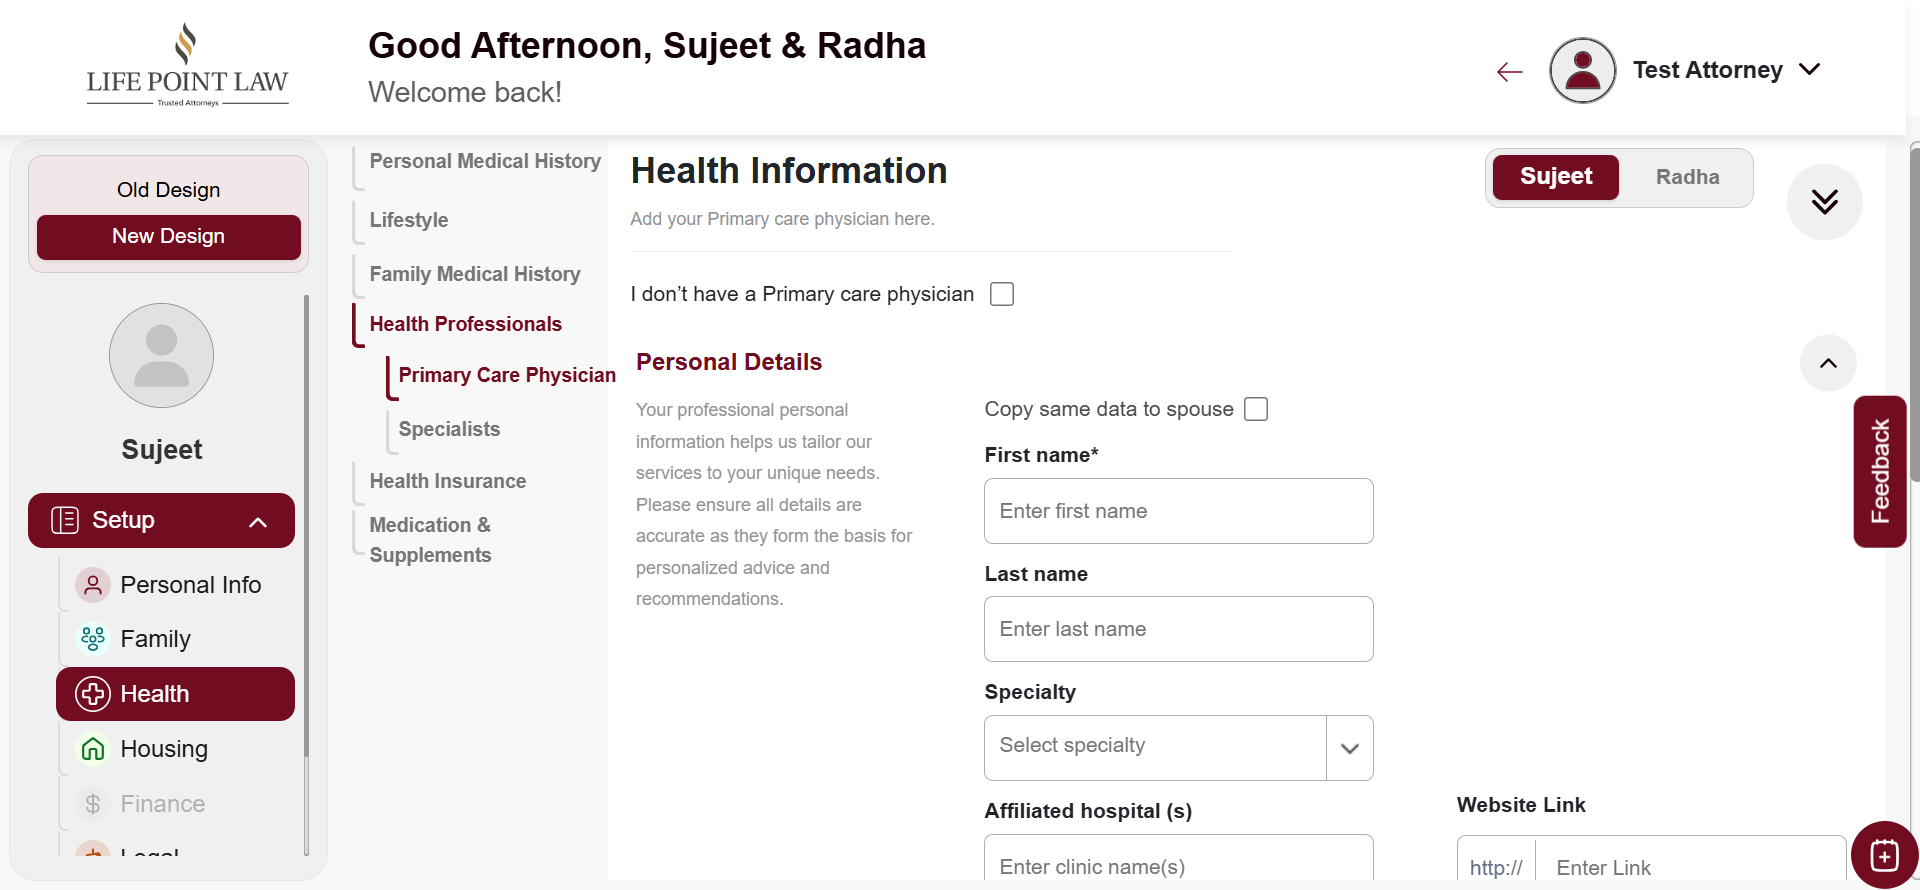 LIFE POINT LAW
Trusted Attorneys
Good Afternoon, Sujeet & Radha
Welcome back!
Test Attorney
Old Design
New Design
Sujeet
Setup
Personal Info
Family
Health
Housing
Finance
Legal
Personal Medical History
Lifestyle
Family Medical History
Health Professionals
Primary Care Physician
Specialists
Health Insurance
Medication &
Supplements
Health Information
Add your Primary care physician here.
Sujeet
Radha
I don’t have a Primary care physician
Personal Details
Your professional personal
information helps us tailor our
services to your unique needs.
Please ensure all details are
accurate as they form the basis for
personalized advice and
recommendations.
Copy same data to spouse
First name*
Enter first name
Last name
Enter last name
Specialty
Select specialty
Affiliated hospital (s)
Enter clinic name(s)
Website Link
http://
Enter Link
Feedback